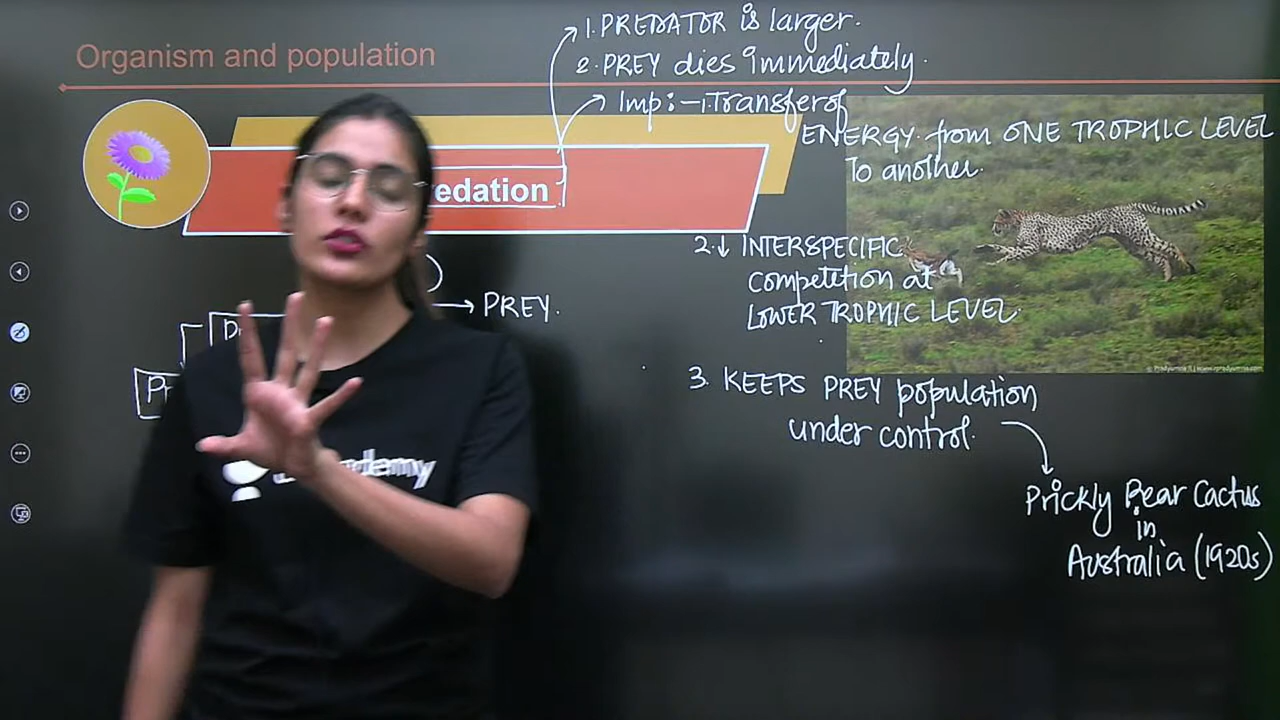 Organism and population
1. PREDATOR is larger.
2. PREY dies immediately.
Imp:- 1. Transfer of
ENERGY from ONE TROPHIC LEVEL
To another.
edation
2. ↓ INTERSPECIFIC
competition at
LOWER TROPHIC LEVEL.
→ PREY.
3. KEEPS PREY population
under control.
Prickly Pear Cactus
in
Australia (1920s)
demy